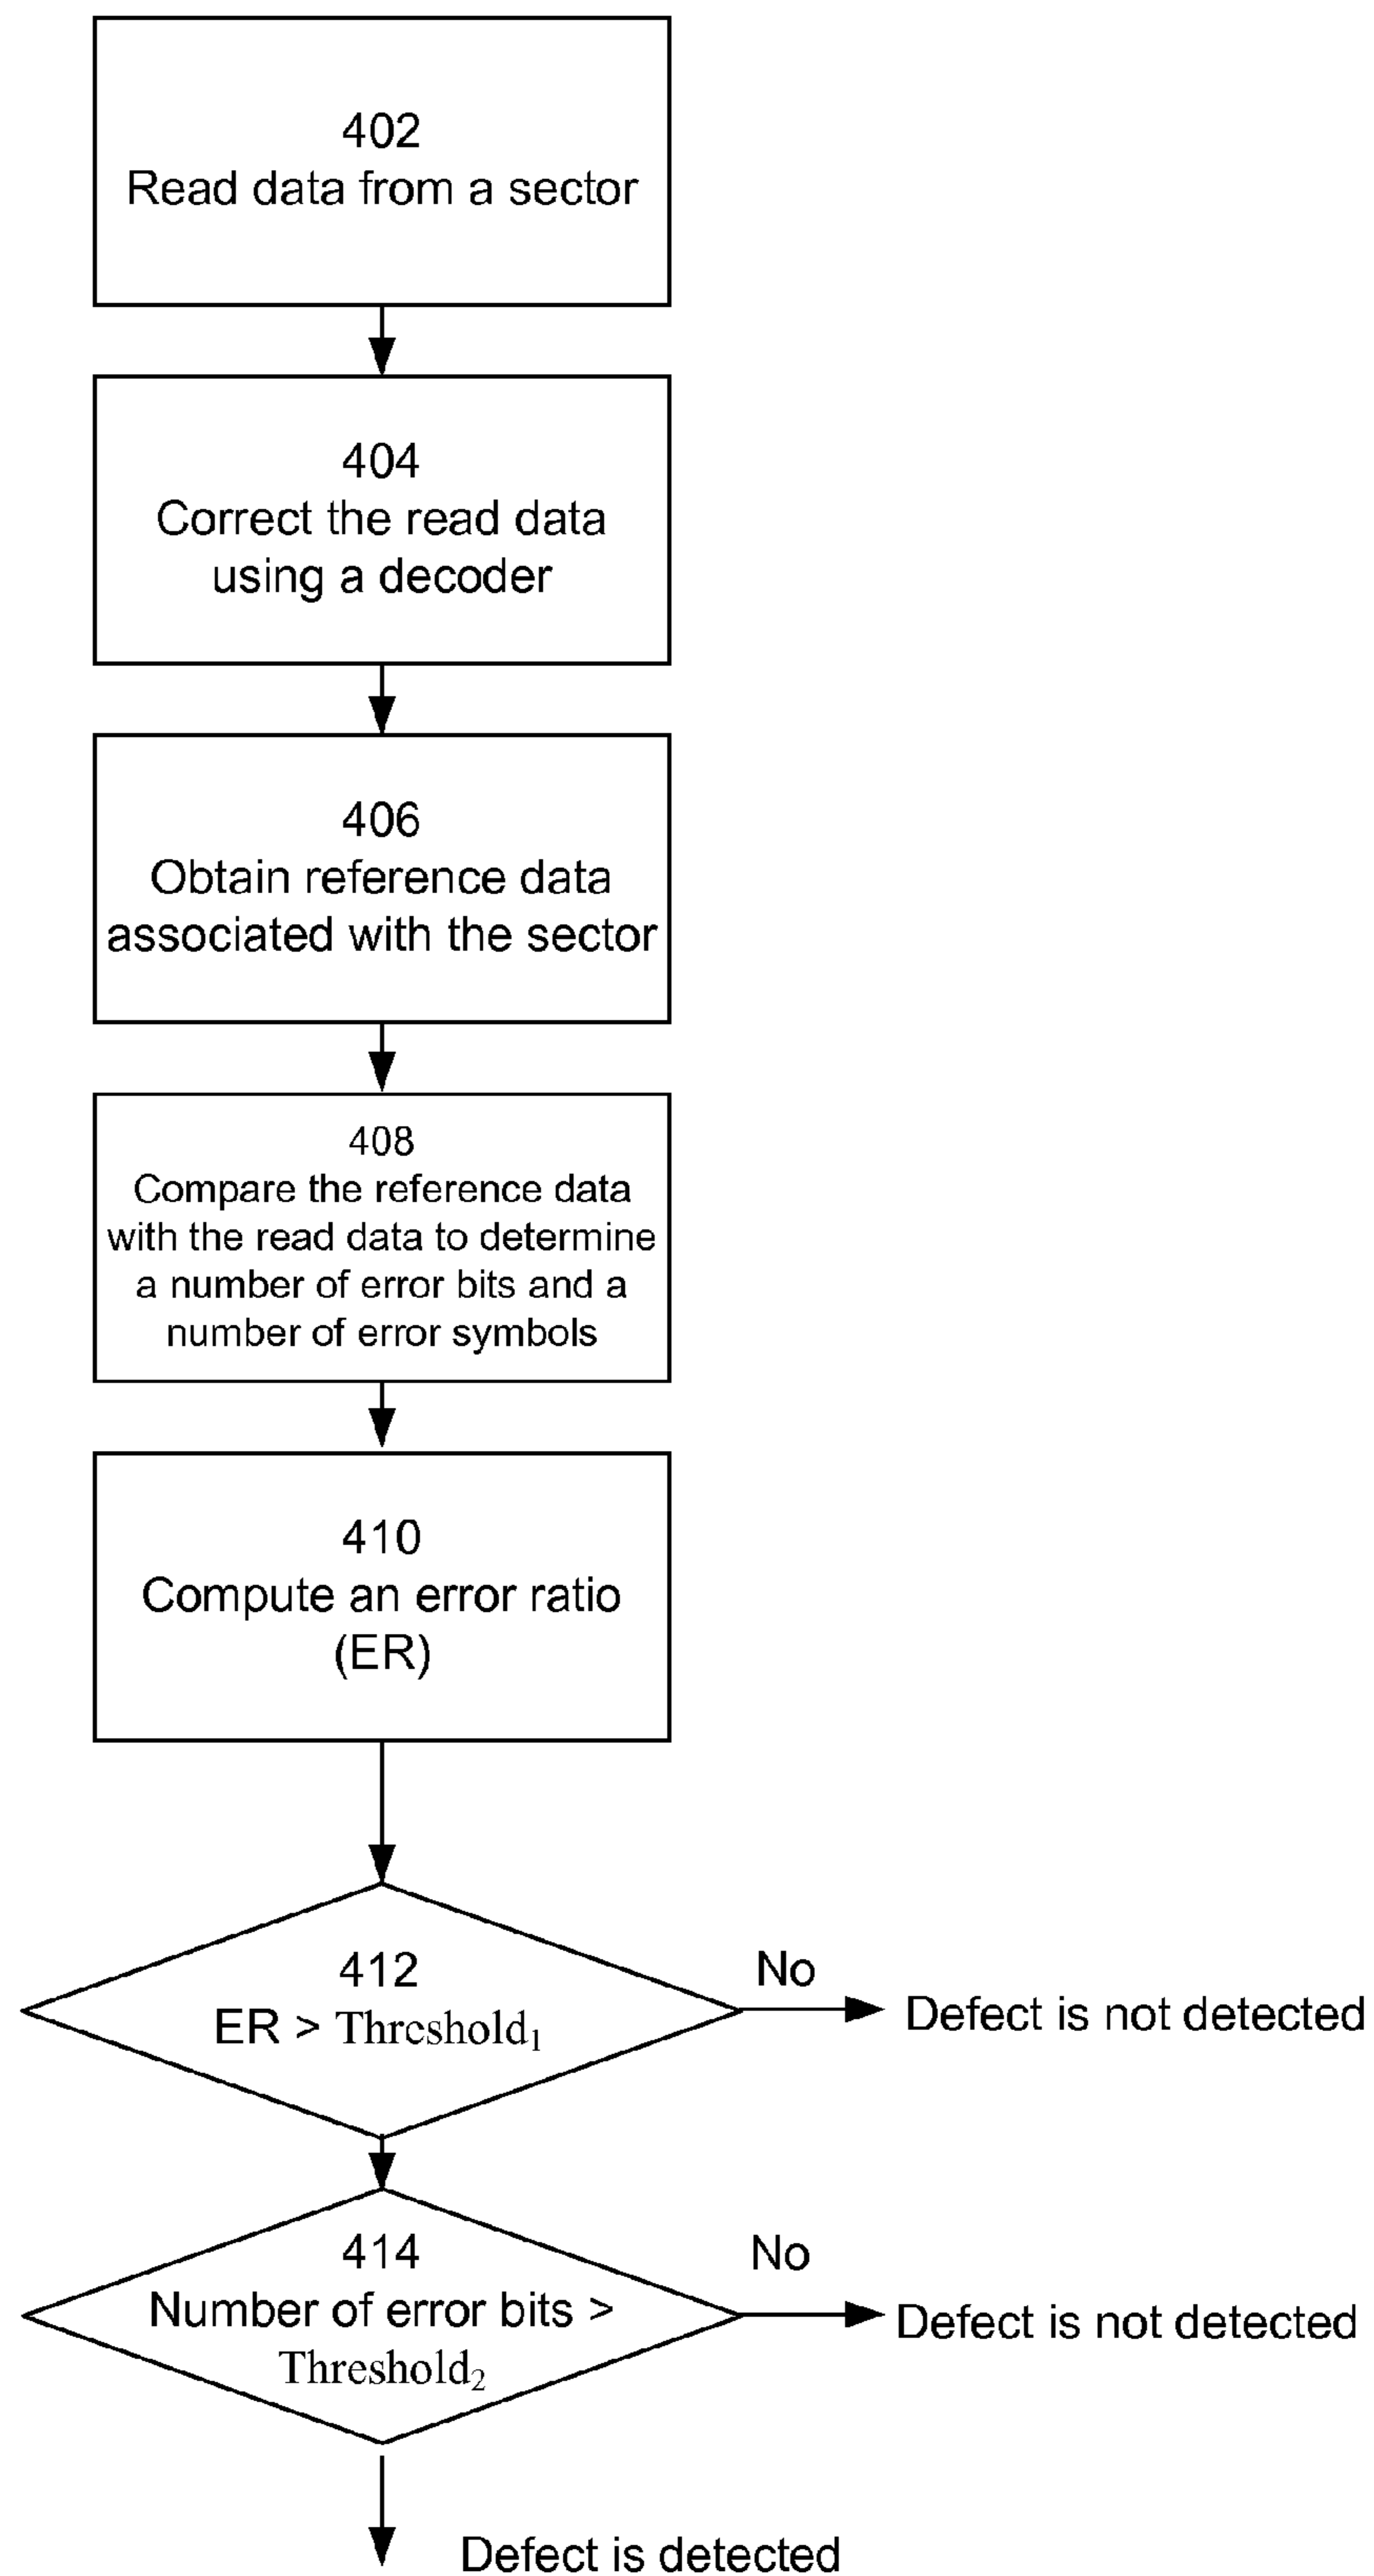 402
Read data from a sector
404
Correct the read data
using a decoder
406
Obtain reference data
associated with the sector
408
Compare the reference data
with the read data to determine
a number of error bits and a
number of error symbols
410
Compute an error ratio
(ER)
412
ER > Threshold₁
No
Defect is not detected
414
Number of error bits >
Threshold₂
No
Defect is not detected
Defect is detected